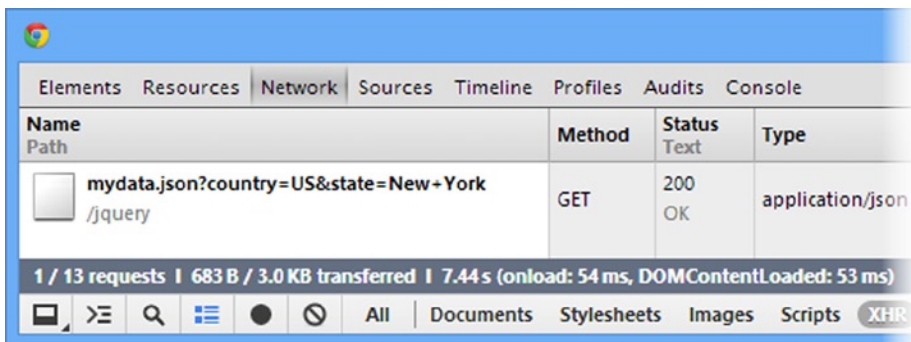 Elements Resources Network Sources Timeline Profiles Audits Console
Name Method Status Type
Path Text
mydata.json?country=US&state=New+York GET 200 application/json
/jquery OK
1 / 13 requests | 683 B / 3.0 KB transferred | 7.44 s (onload: 54 ms, DOMContentLoaded: 53 ms)
All Documents Stylesheets Images Scripts XHR